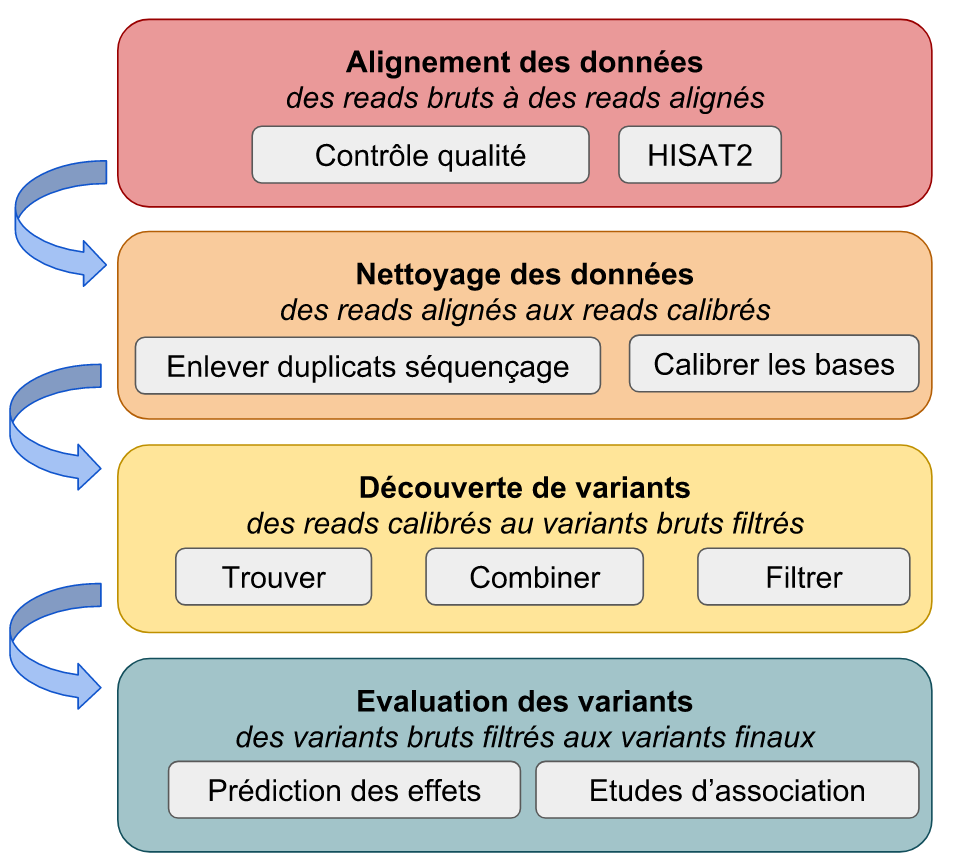 Alignement des données
des reads bruts à des reads alignés
Contrôle qualité
HISAT2
Nettoyage des données
des reads alignés aux reads calibrés
Enlever duplicats séquençage
Calibrer les bases
Découverte de variants
des reads calibrés au variants bruts filtrés
Trouver
Combiner
Filtrer
Evaluation des variants
des variants bruts filtrés aux variants finaux
Prédiction des effets
Etudes d’association